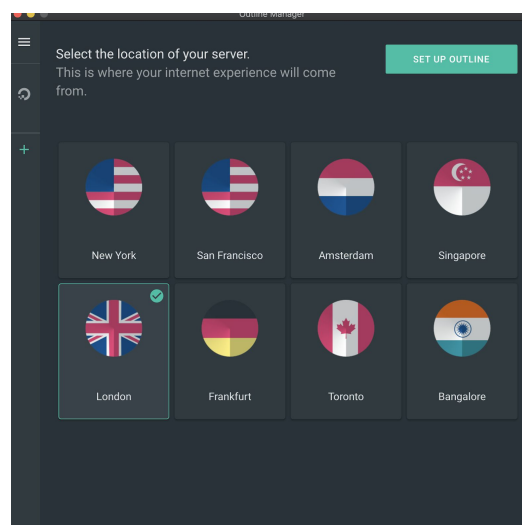 Outline Manager
Select the location of your server.
This is where your internet experience will come
from.
SET UP OUTLINE
New York
San Francisco
Amsterdam
Singapore
London
Frankfurt
Toronto
Bangalore